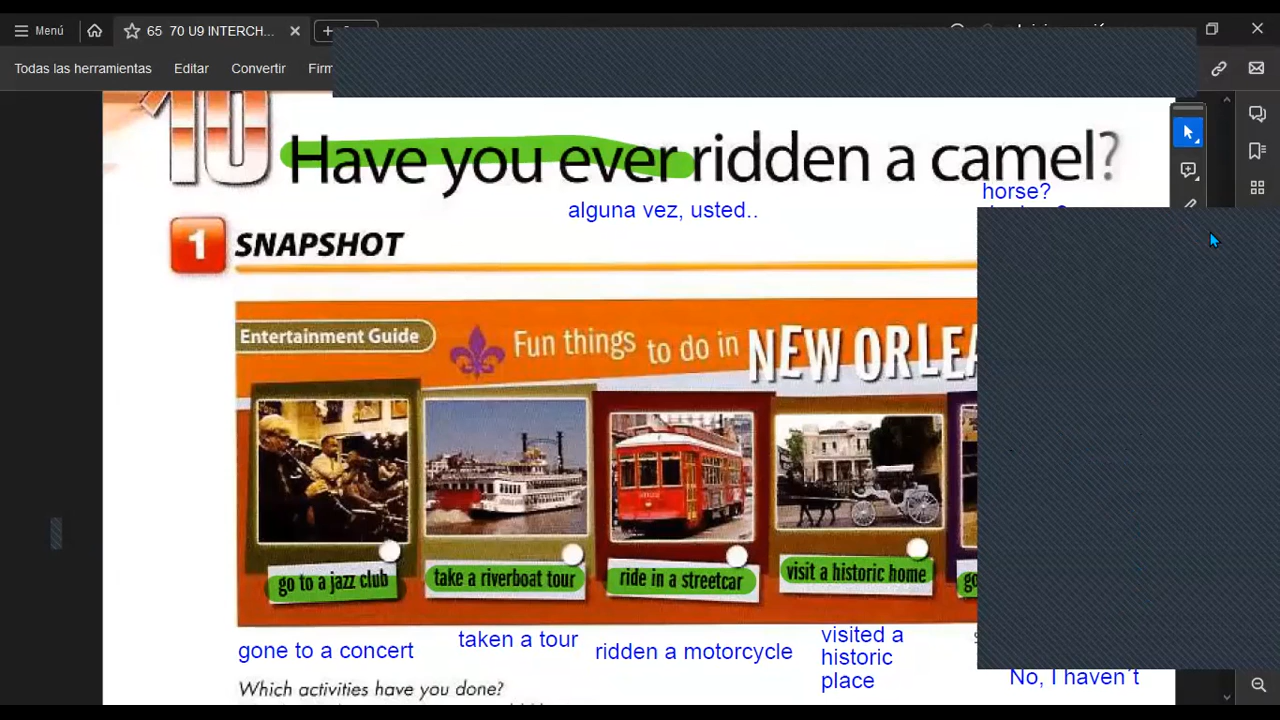 Menú
65 70 U9 INTERCH...
Todas las herramientas Editar Convertir Firm
10
Have you ever ridden a camel?
alguna vez, usted..
horse?
1 SNAPSHOT
Entertainment Guide
Fun things to do in NEW ORLEA
go to a jazz club
take a riverboat tour
ride in a streetcar
visit a historic home
go
gone to a concert
taken a tour
ridden a motorcycle
visited a
historic
place
No, I haven´t
Which activities have you done?